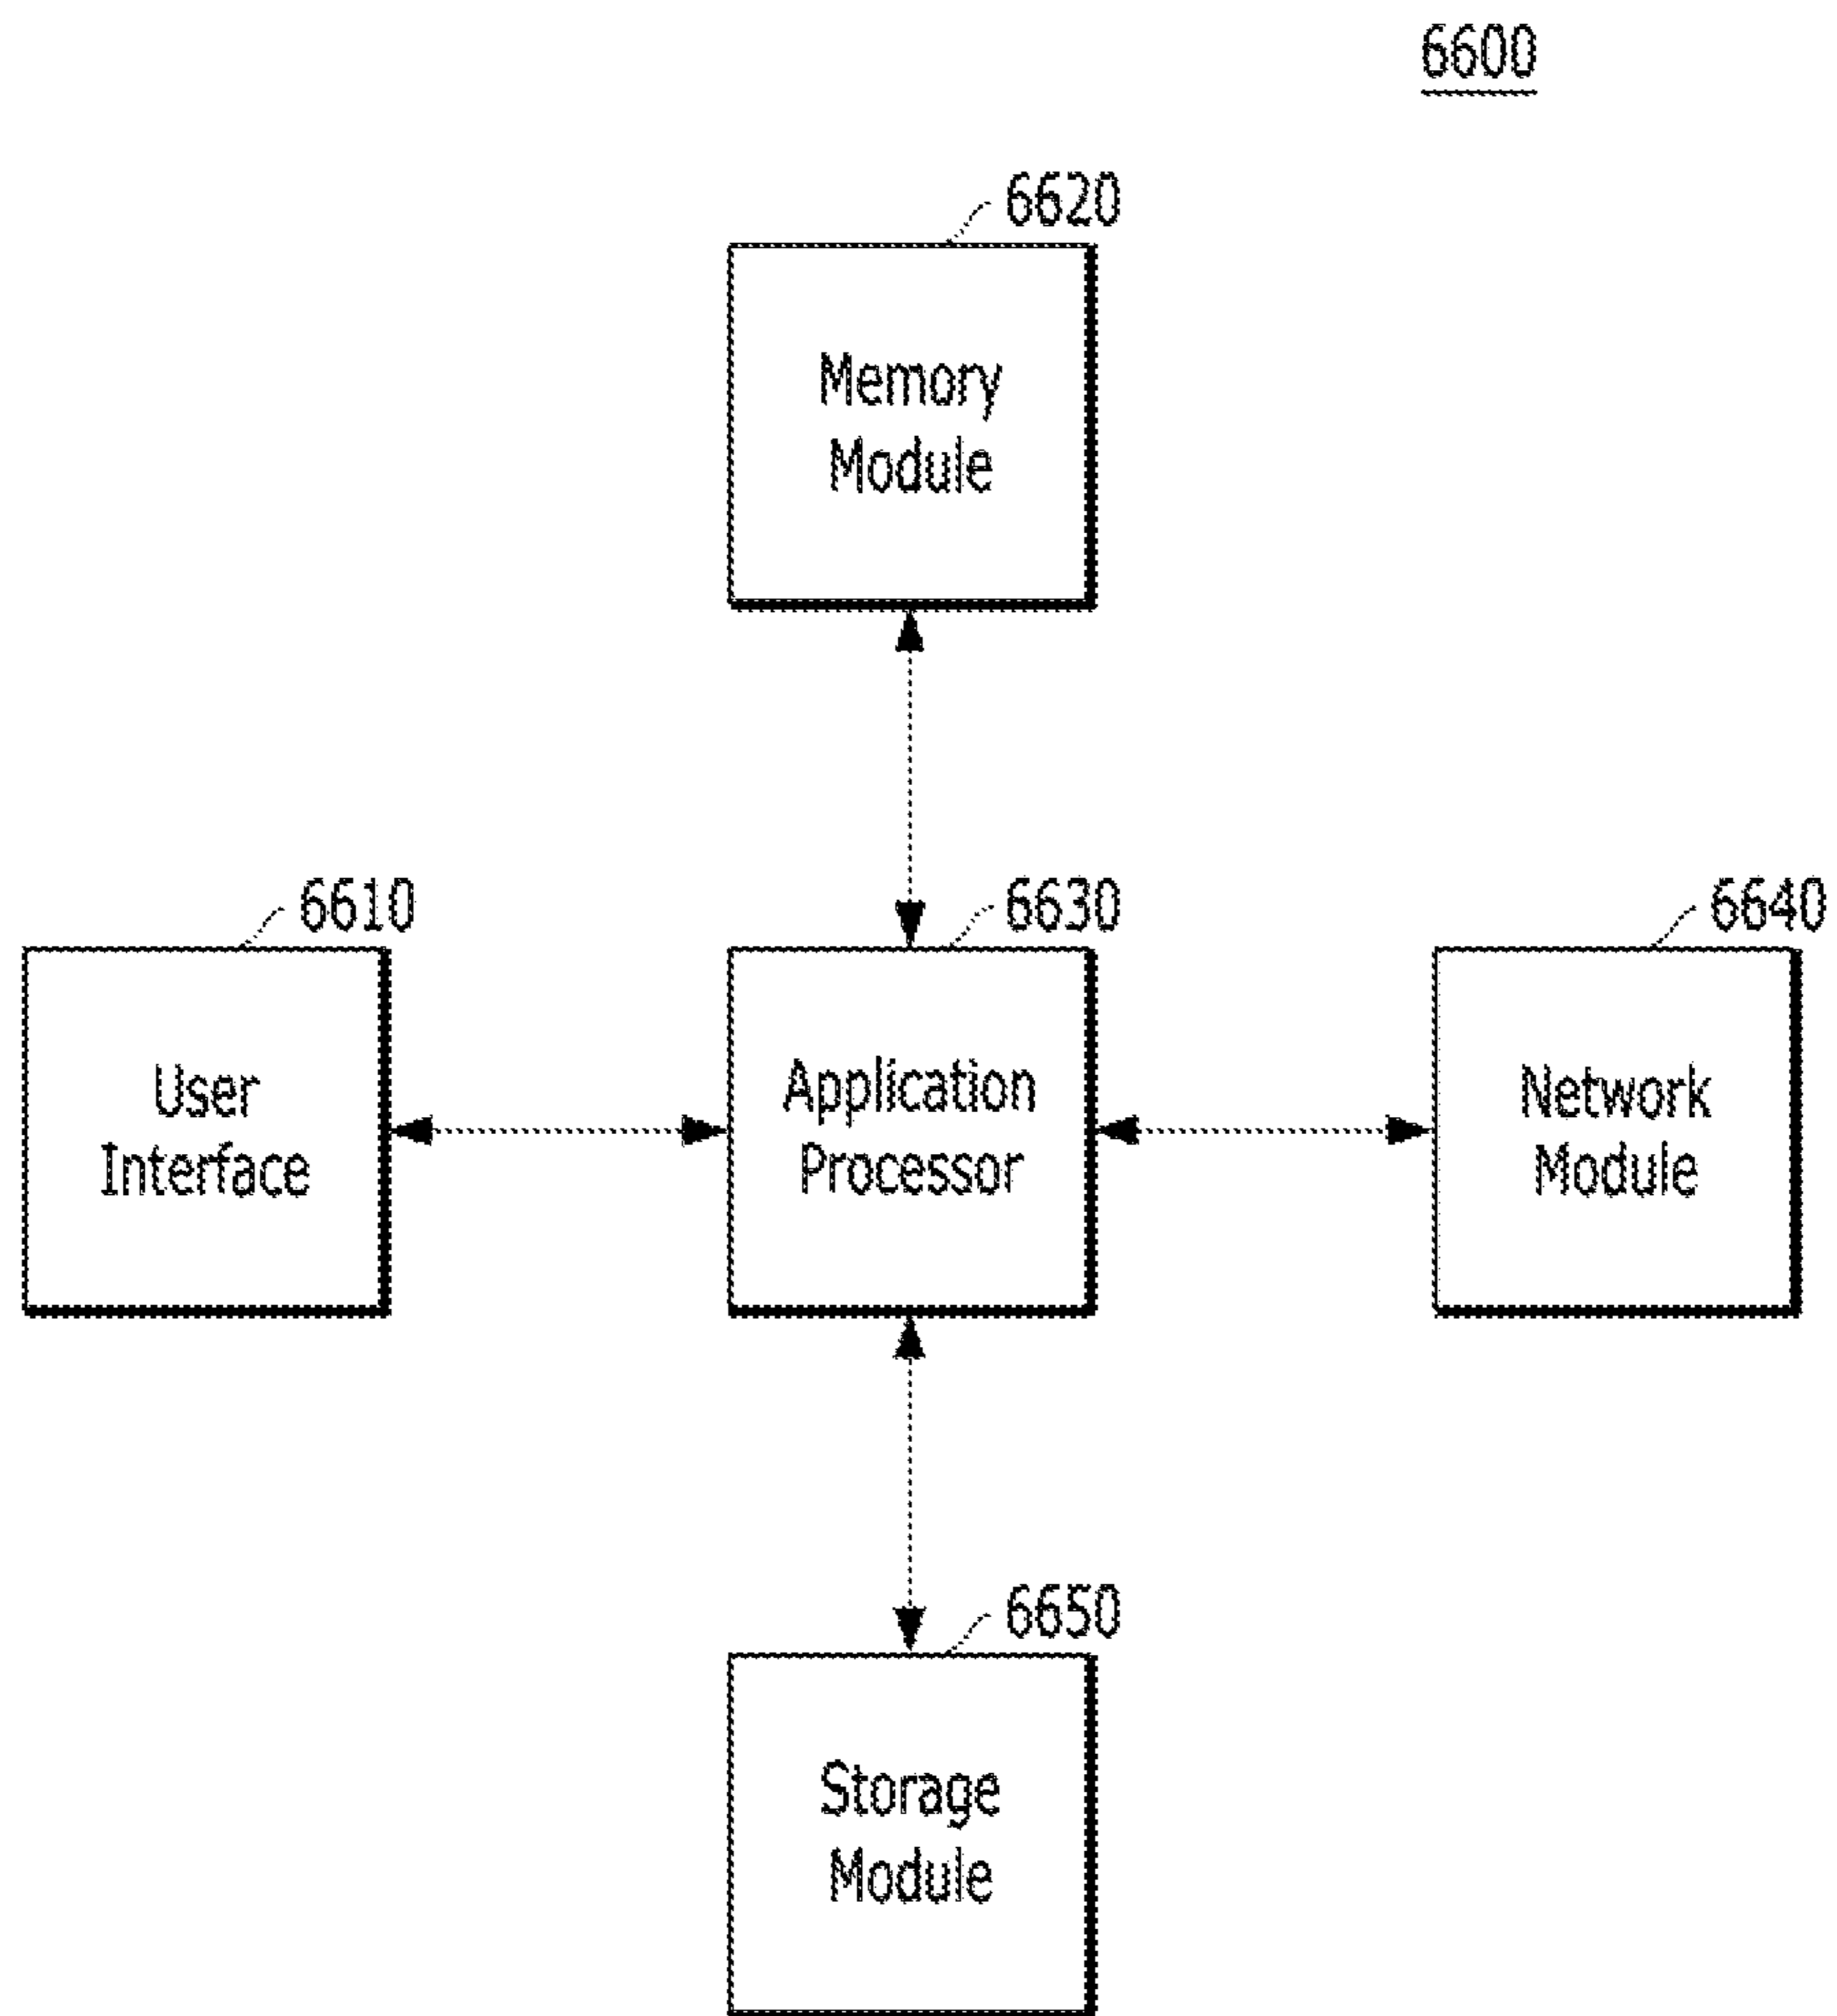 6600
6620
Memory
Module
6610
6630
6640
User
Interface
Application
Processor
Network
Module
6650
Storage
Module